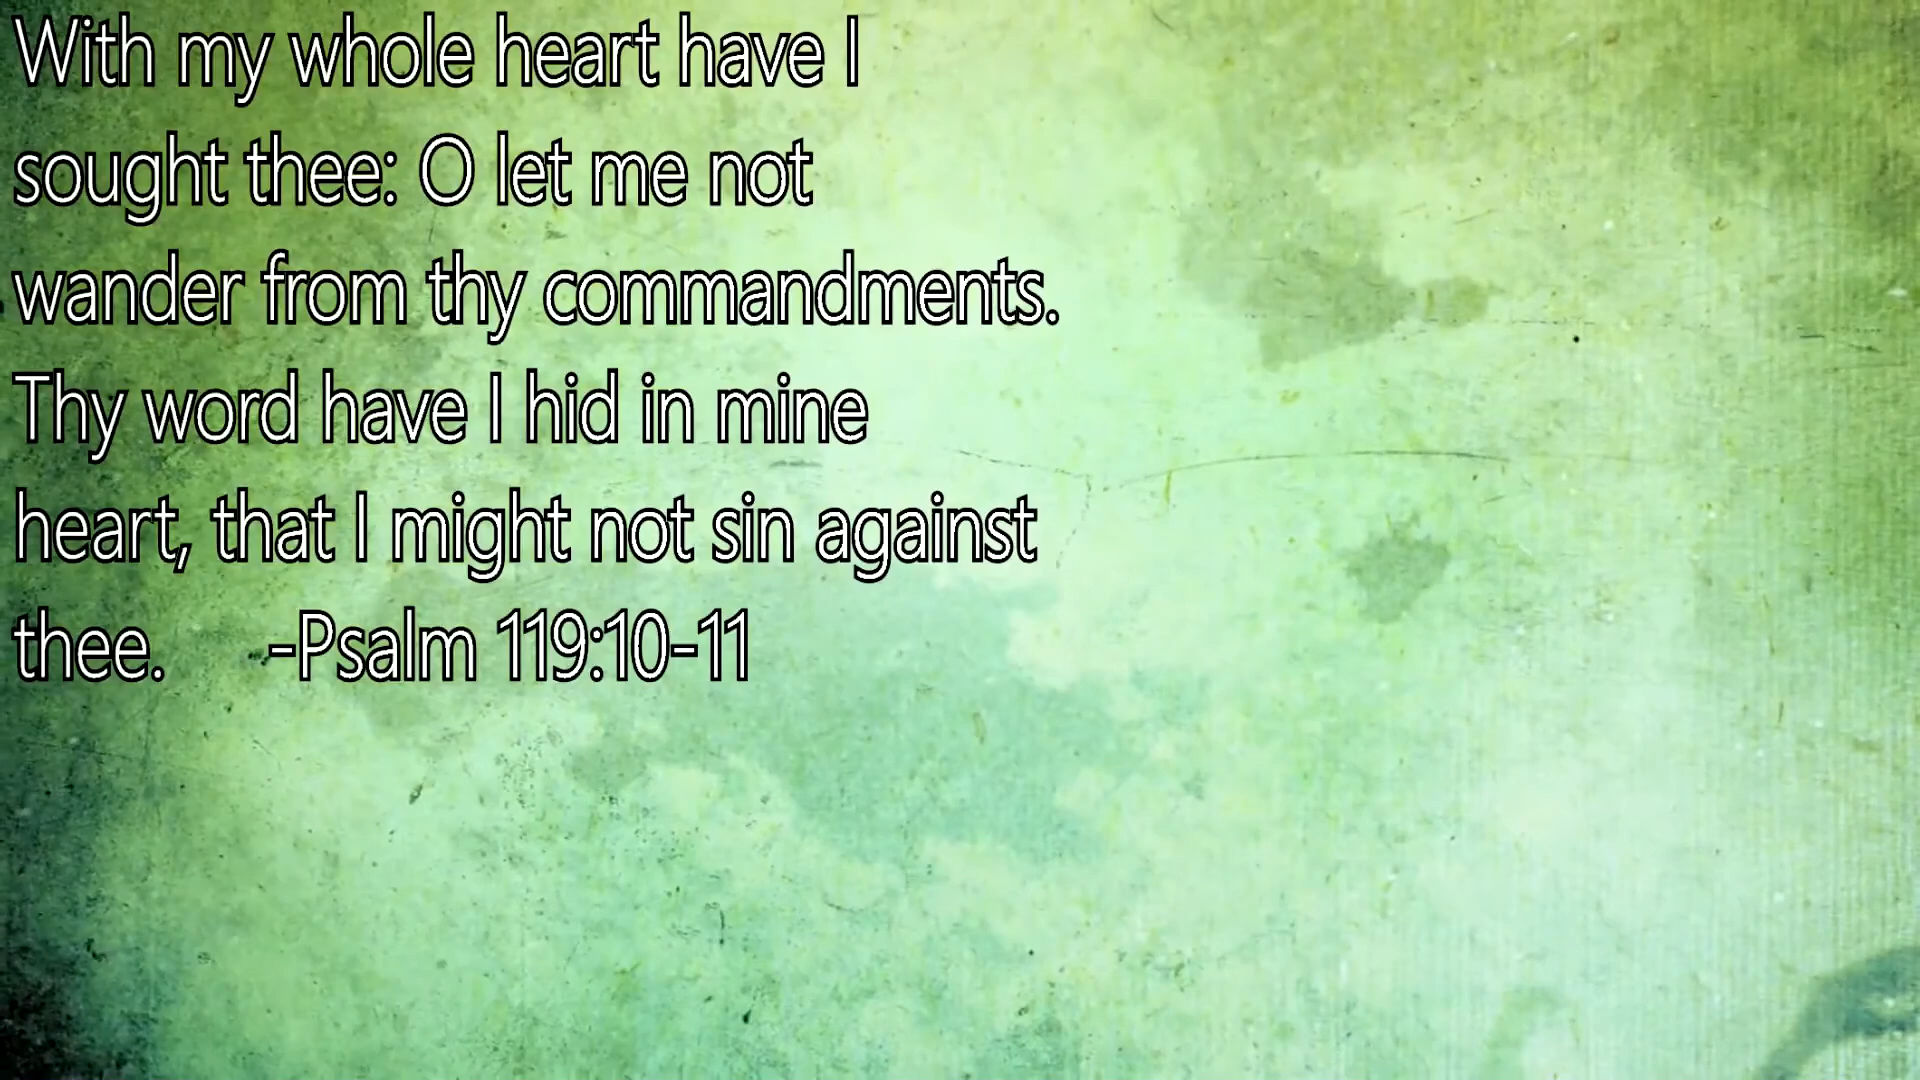 With my whole heart have I
sought thee: O let me not
wander from thy commandments.
Thy word have I hid in mine
heart, that I might not sin against
thee. -Psalm 119:10-11